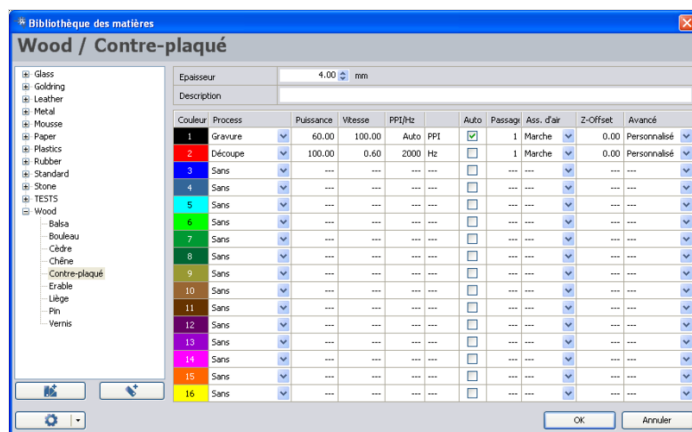 Bibliothèque des matières
Wood / Contre-plaqué
Glass
Goldring
Leather
Metal
Mousse
Paper
Plastics
Rubber
Standard
Stone
TESTS
Wood
Balsa
Bouleau
Cèdre
Chêne
Contre-plaqué
Erable
Liège
Pin
Vernis
Epaisseur 4.00 mm
Description
Couleur Process Puissance Vitesse PPI/Hz Auto Passage Ass. d'air Z-Offset Avancé
1 Gravure 60.00 100.00 Auto PPI 1 Marche 0.00 Personnalisé
2 Découpe 100.00 0.60 2000 Hz 1 Marche 0.00 Personnalisé
3 Sans --- --- --- --- --- --- --- ---
4 Sans --- --- --- --- --- --- --- ---
5 Sans --- --- --- --- --- --- --- ---
6 Sans --- --- --- --- --- --- --- ---
7 Sans --- --- --- --- --- --- --- ---
8 Sans --- --- --- --- --- --- --- ---
9 Sans --- --- --- --- --- --- --- ---
10 Sans --- --- --- --- --- --- --- ---
11 Sans --- --- --- --- --- --- --- ---
12 Sans --- --- --- --- --- --- --- ---
13 Sans --- --- --- --- --- --- --- ---
14 Sans --- --- --- --- --- --- --- ---
15 Sans --- --- --- --- --- --- --- ---
16 Sans --- --- --- --- --- --- --- ---
OK Annuler